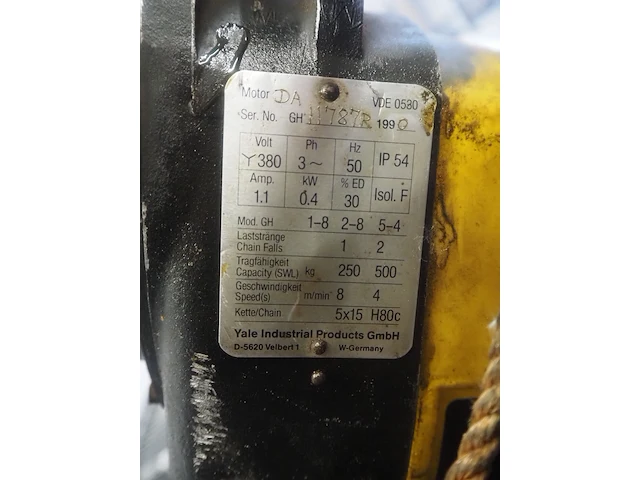 Motor DA VDE 0530
Ser. No. GH 11787R 1990
Volt Ph Hz IP 54
Y380 3~ 50
Amp. kW % ED Isol. F
1.1 0.4 30
Mod. GH 1-8 2-8 5-4
Laststränge 1 2
Chain Falls
Tragfähigkeit kg 250 500
Capacity (SWL)
Geschwindigkeit m/min 8 4
Speed(s)
Kette/Chain 5x15 H80c
Yale Industrial Products GmbH
D-5620 Velbert 1 W-Germany